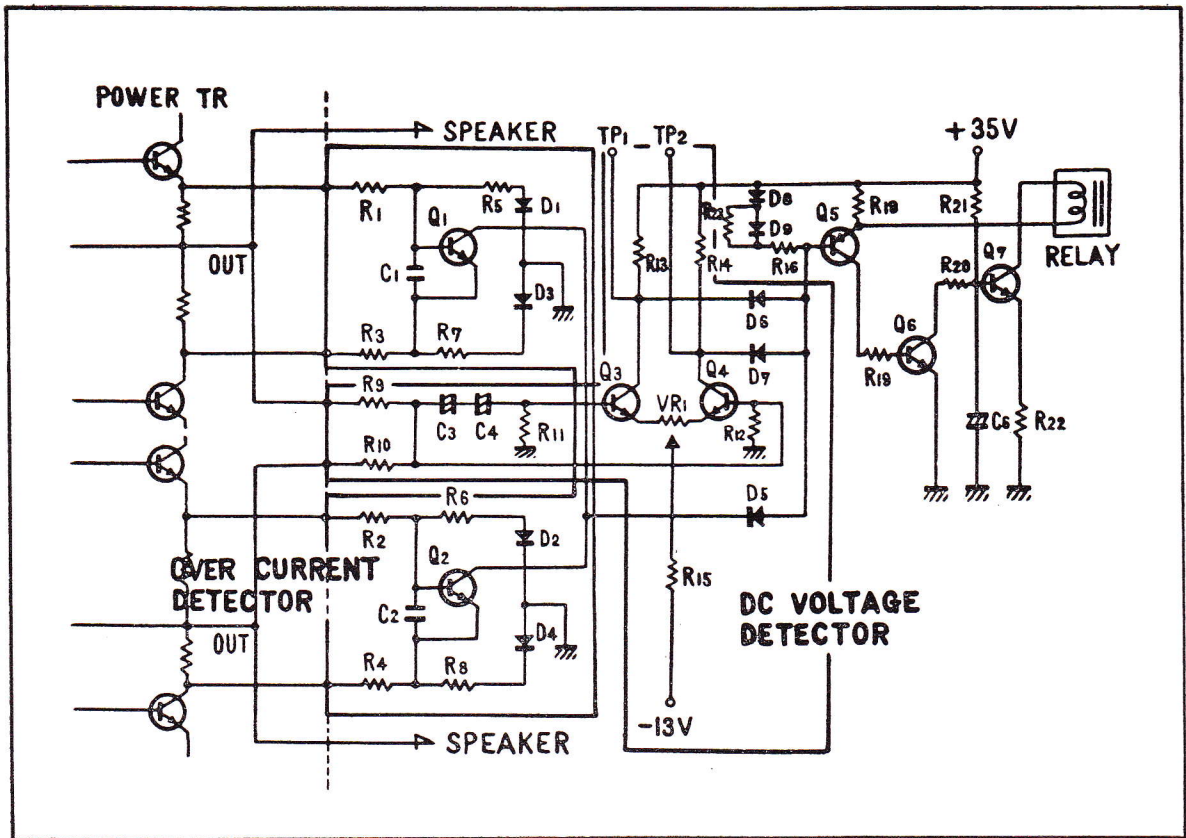 POWER TR
SPEAKER
TP1
TP2
+35V
R1
R5
D1
Q1
C1
D3
OUT
R3
R7
R13
R14
R23
D8
D9
R16
Q5
R18
R21
RELAY
Q7
R20
D6
Q6
D7
R19
R9
Q3
Q4
VR1
C3
C4
R11
R12
R10
C6
R22
D5
R6
R2
D2
Q2
OVER CURRENT
DETECTOR
C2
R15
DC VOLTAGE
DETECTOR
OUT
D4
R4
R8
-13V
SPEAKER